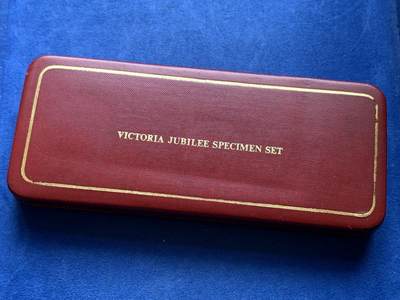 VICTORIA JUBILEE SPECIMEN SET